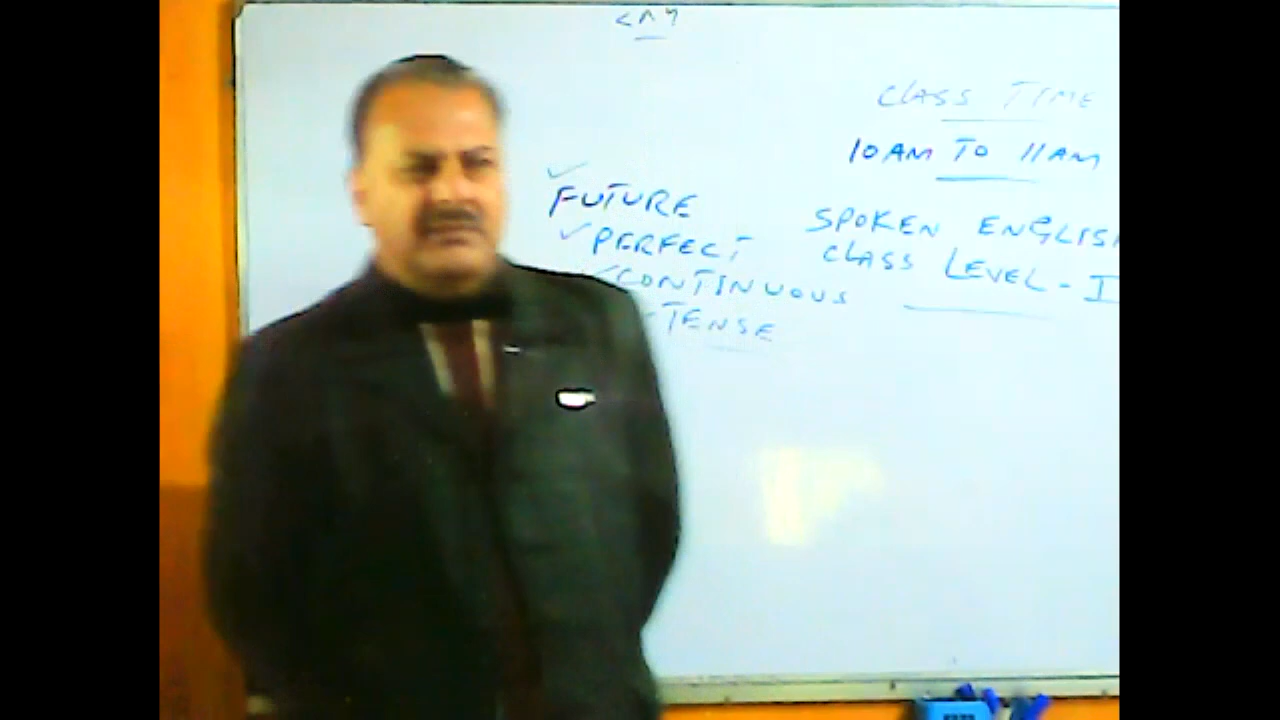 CLASS TIME
10AM TO 11AM
FUTURE
PERFECT
CONTINUOUS
TENSE
SPOKEN ENGLISH
CLASS LEVEL - I